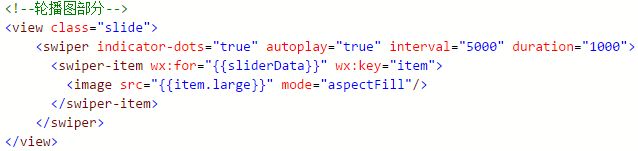 <!--轮播图部分-->
<view class="slide">
    <swiper indicator-dots="true" autoplay="true" interval="5000" duration="1000">
      <swiper-item wx:for="{{sliderData}}" wx:key="item">
        <image src="{{item.large}}" mode="aspectFill"/>
      </swiper-item>
    </swiper>
</view>